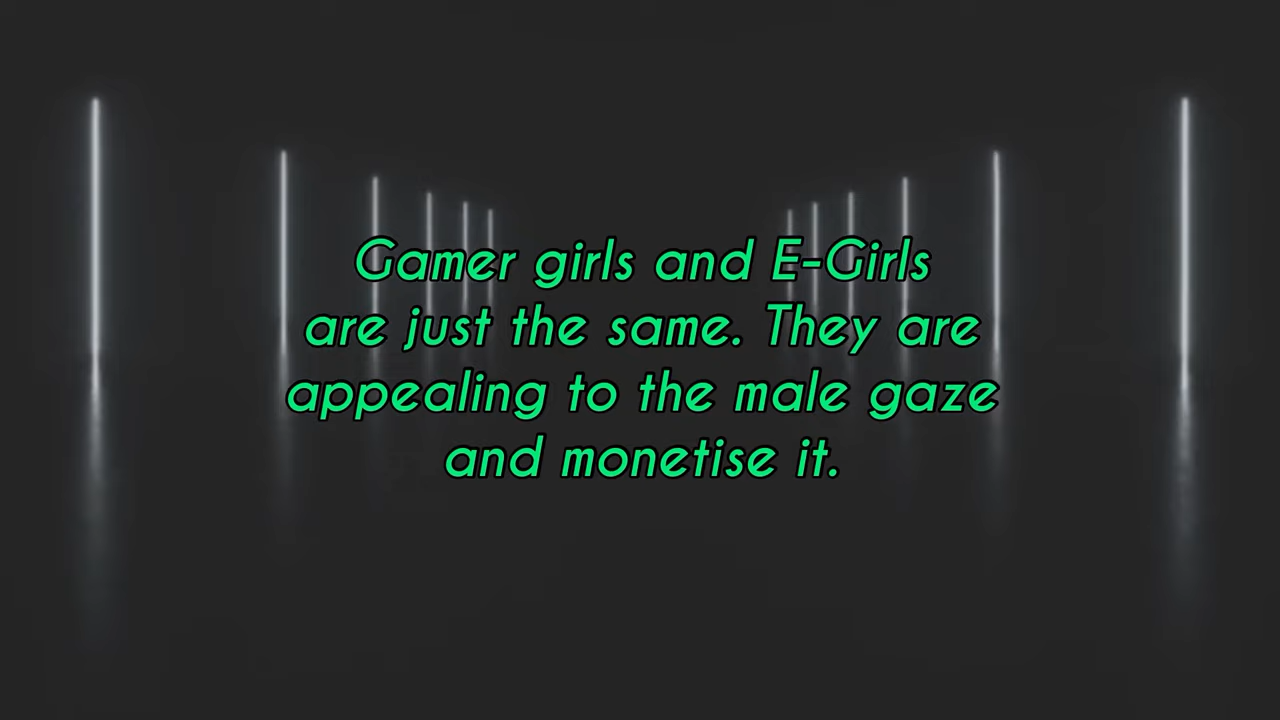 Gamer girls and E-Girls
are just the same. They are
appealing to the male gaze
and monetise it.